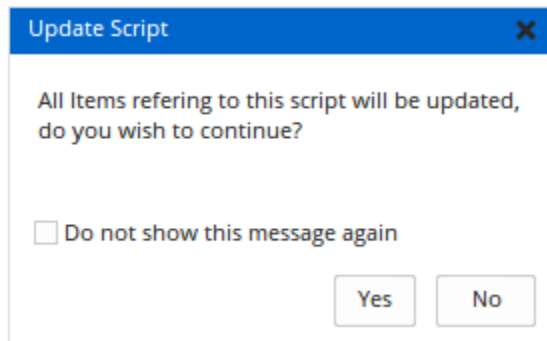 Update Script
All Items refering to this script will be updated,
do you wish to continue?
Do not show this message again
Yes No